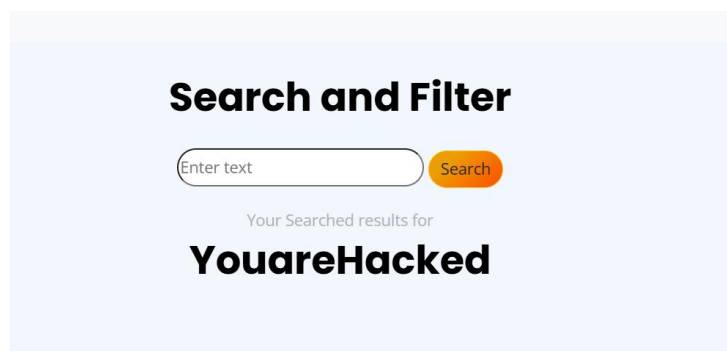 Search and Filter
Enter text
Search
Your Searched results for
YouareHacked